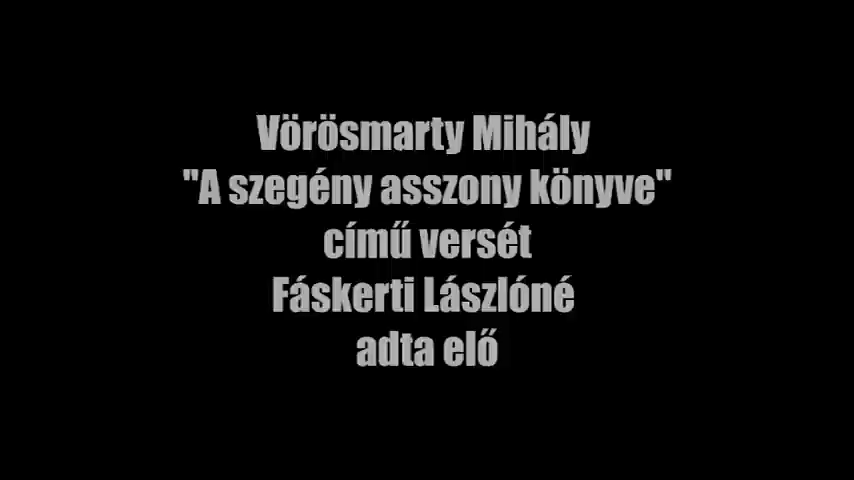 Vörösmarty Mihály
"A szegény asszony könyve"
című versét
Fáskerti Lászlóné
adta elő